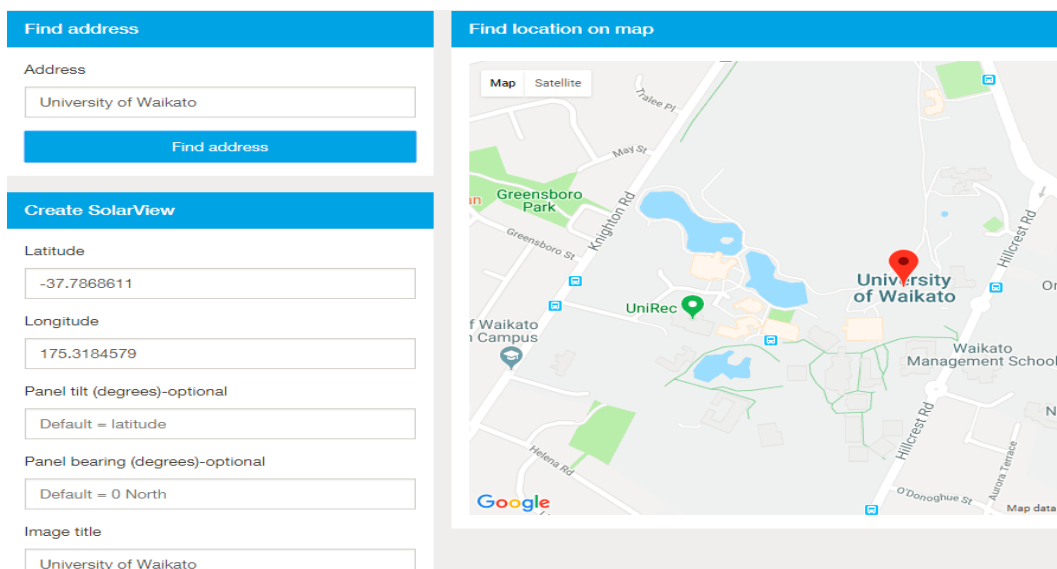 Find address
Address
University of Waikato
Find address
Create SolarView
Latitude
-37.7868611
Longitude
175.3184579
Panel tilt (degrees)-optional
Default = latitude
Panel bearing (degrees)-optional
Default = 0 North
Image title
University of Waikato
Find location on map
Map Satellite
Tralee Pl
May St
Greensboro
Park
Knighton Rd
Greensboro St
Hillcrest Rd
University
of Waikato
UniRec
f Waikato
Campus
Waikato
Management School
Hillcrest Rd
Helena Rd
Aurora Terrace
O'Donoghue St
Google
Map data